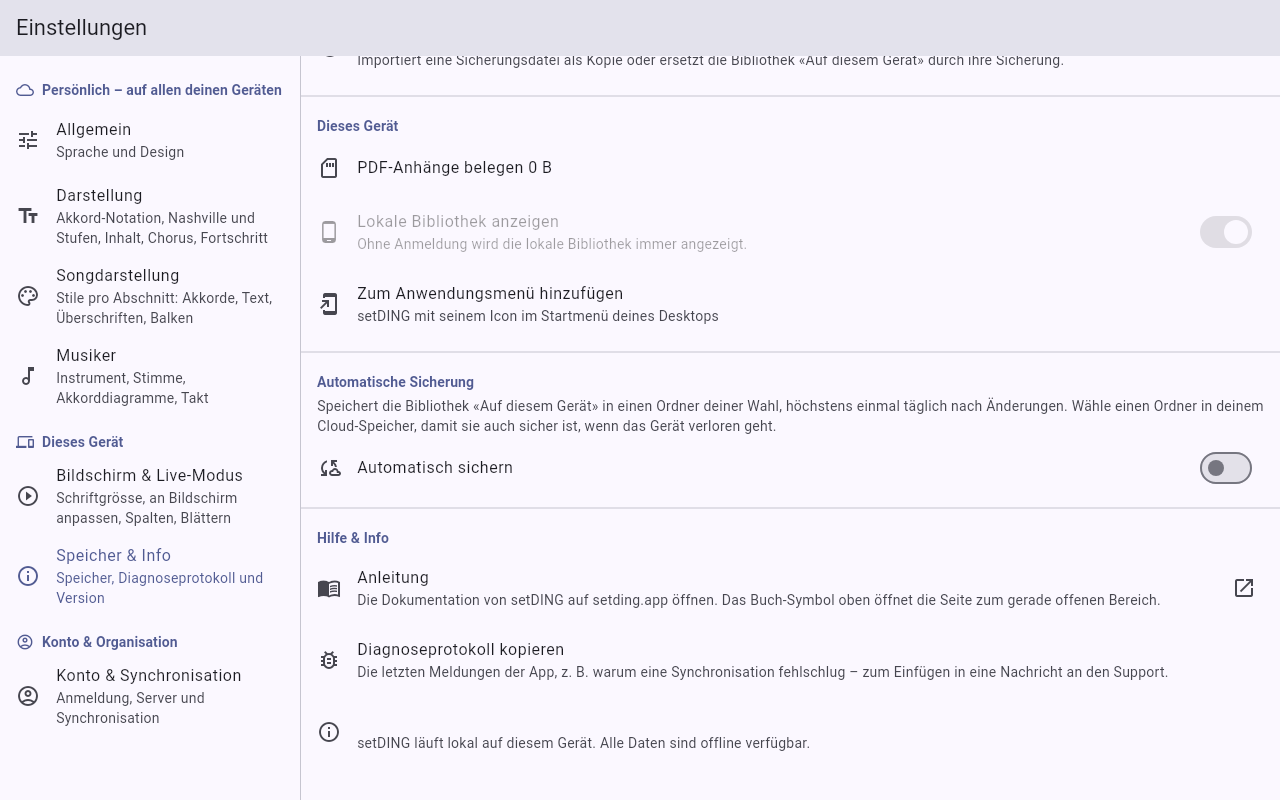 Einstellungen
Persönlich – auf allen deinen Geräten
Allgemein
Sprache und Design
Darstellung
Akkord-Notation, Nashville und
Stufen, Inhalt, Chorus, Fortschritt
Songdarstellung
Stile pro Abschnitt: Akkorde, Text,
Überschriften, Balken
Musiker
Instrument, Stimme,
Akkorddiagramme, Takt
Dieses Gerät
Bildschirm & Live-Modus
Schriftgrösse, an Bildschirm
anpassen, Spalten, Blättern
Speicher & Info
Speicher, Diagnoseprotokoll und
Version
Konto & Organisation
Konto & Synchronisation
Anmeldung, Server und
Synchronisation
Importiert eine Sicherungsdatei als Kopie oder ersetzt die Bibliothek «Auf diesem Gerät» durch ihre Sicherung.
Dieses Gerät
PDF-Anhänge belegen 0 B
Lokale Bibliothek anzeigen
Ohne Anmeldung wird die lokale Bibliothek immer angezeigt.
Zum Anwendungsmenü hinzufügen
setDING mit seinem Icon im Startmenü deines Desktops
Automatische Sicherung
Speichert die Bibliothek «Auf diesem Gerät» in einen Ordner deiner Wahl, höchstens einmal täglich nach Änderungen. Wähle einen Ordner in deinem
Cloud-Speicher, damit sie auch sicher ist, wenn das Gerät verloren geht.
Automatisch sichern
Hilfe & Info
Anleitung
Die Dokumentation von setDING auf setding.app öffnen. Das Buch-Symbol oben öffnet die Seite zum gerade offenen Bereich.
Diagnoseprotokoll kopieren
Die letzten Meldungen der App, z. B. warum eine Synchronisation fehlschlug – zum Einfügen in eine Nachricht an den Support.
setDING läuft lokal auf diesem Gerät. Alle Daten sind offline verfügbar.